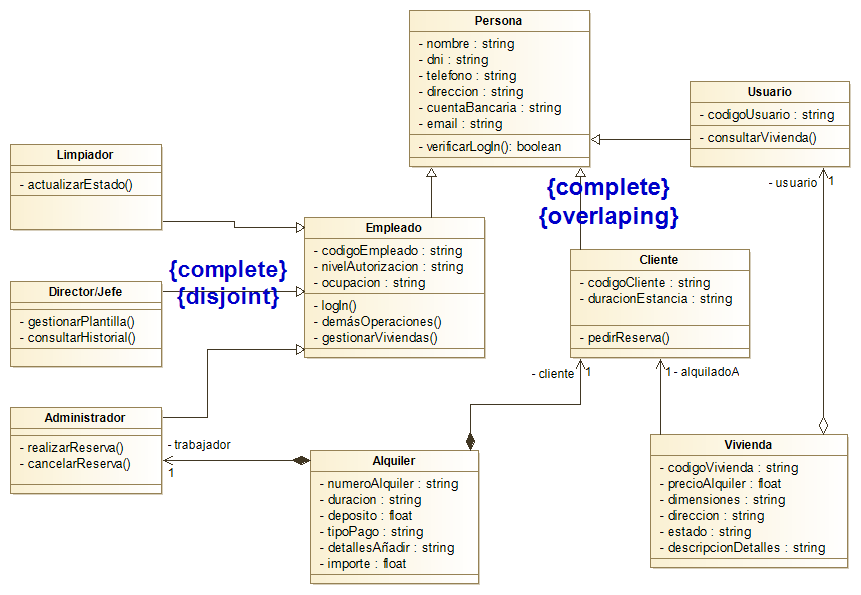 Persona
- nombre : string
- dni : string
- telefono : string
- direccion : string
- cuentaBancaria : string
- email : string
- verificarLogIn(): boolean
Usuario
- codigoUsuario : string
- consultarVivienda()
Limpiador
- actualizarEstado()
- usuario
1
{complete}
{overlaping}
Empleado
- codigoEmpleado : string
- nivelAutorizacion : string
- ocupacion : string
- logIn()
- demásOperaciones()
- gestionarViviendas()
{complete}
{disjoint}
Cliente
- codigoCliente : string
- duracionEstancia : string
- pedirReserva()
Director/Jefe
- gestionarPlantilla()
- consultarHistorial()
- cliente
1
1
- alquiladoA
Administrador
- realizarReserva()
- cancelarReserva()
- trabajador
1
Alquiler
- numeroAlquiler : string
- duracion : string
- deposito : float
- tipoPago : string
- detallesAñadir : string
- importe : float
Vivienda
- codigoVivienda : string
- precioAlquiler : float
- dimensiones : string
- direccion : string
- estado : string
- descripcionDetalles : string